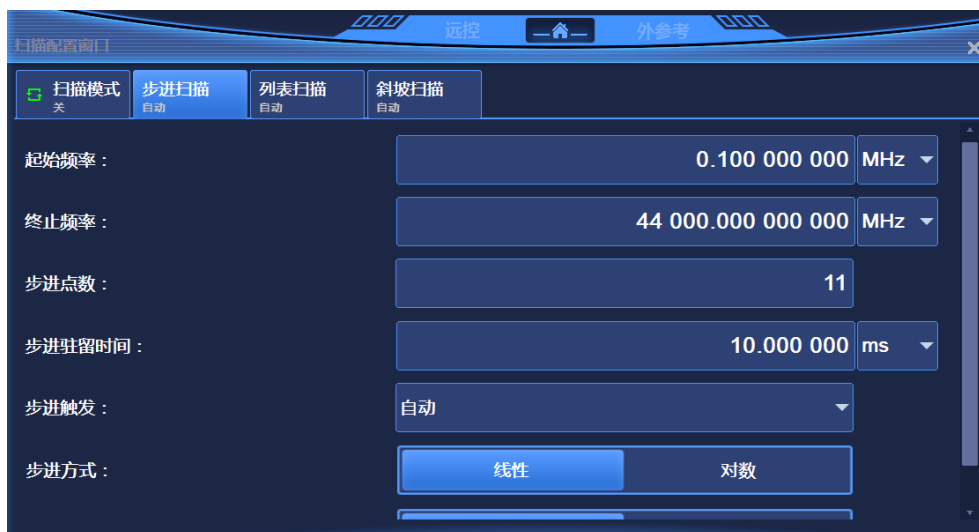 远控 外参考
扫描配置窗口
扫描模式 步进扫描 列表扫描 斜坡扫描
关 自动 自动 自动
起始频率： 0.100 000 000 MHz
终止频率： 44 000.000 000 000 MHz
步进点数： 11
步进驻留时间： 10.000 000 ms
步进触发： 自动
步进方式： 线性 对数